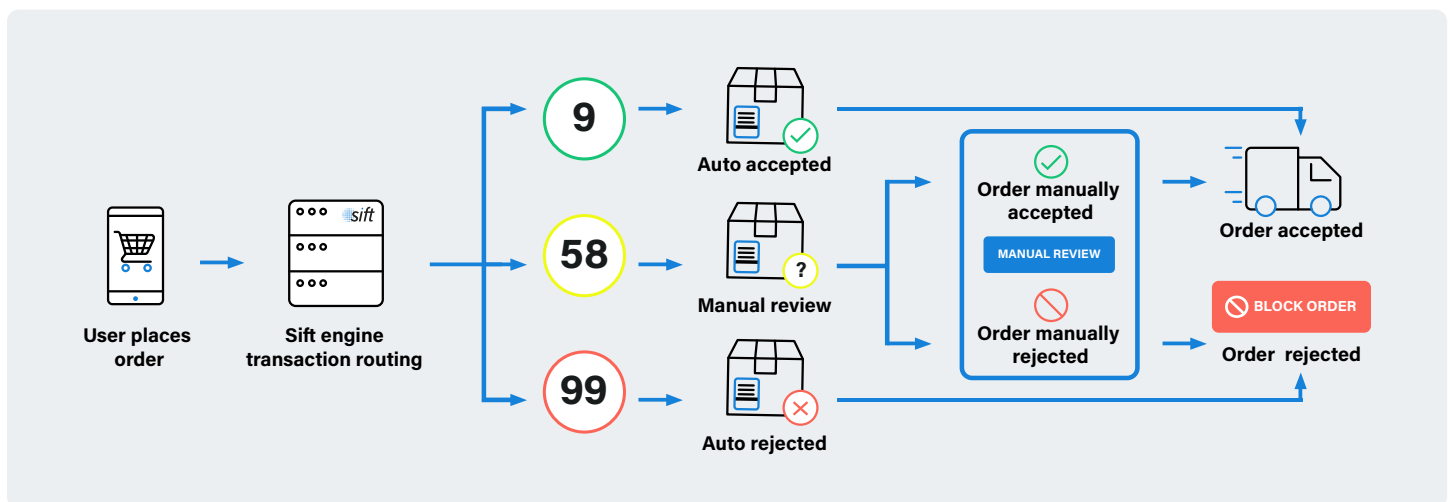 User places
order
sift
Sift engine
transaction routing
9
Auto accepted
58
?
Manual review
99
Auto rejected
Order manually
accepted
MANUAL REVIEW
Order manually
rejected
Order accepted
BLOCK ORDER
Order rejected